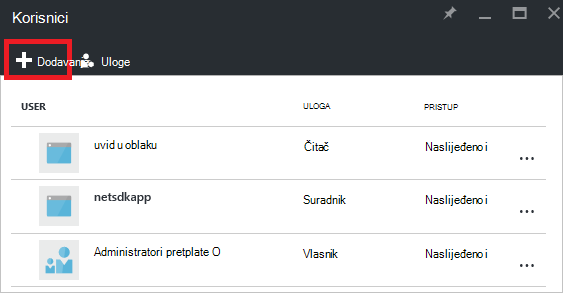 Korisnici
Dodavanje Uloge
USER ULOGA PRISTUP
uvid u oblaku Čitač Naslijeđeno i
netsdkapp Suradnik Naslijeđeno i
Administratori pretplate O Vlasnik Naslijeđeno i